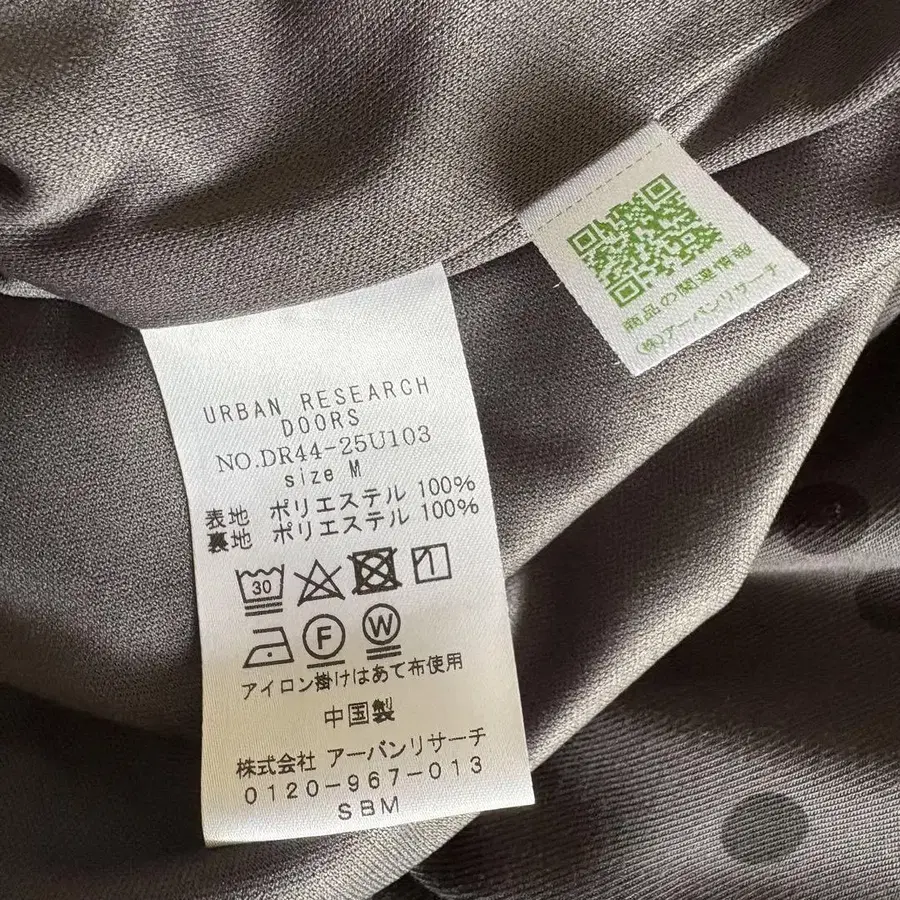 URBAN RESEARCH
DOORS
NO.DR44-25U103
size M
表地 ポリエステル 100%
裏地 ポリエステル 100%
30
F W
アイロン掛けはあて布使用
中国製
株式会社 アーバンリサーチ
0120-967-013
SBM
商品の関連情報
(株)アーバンリサーチ